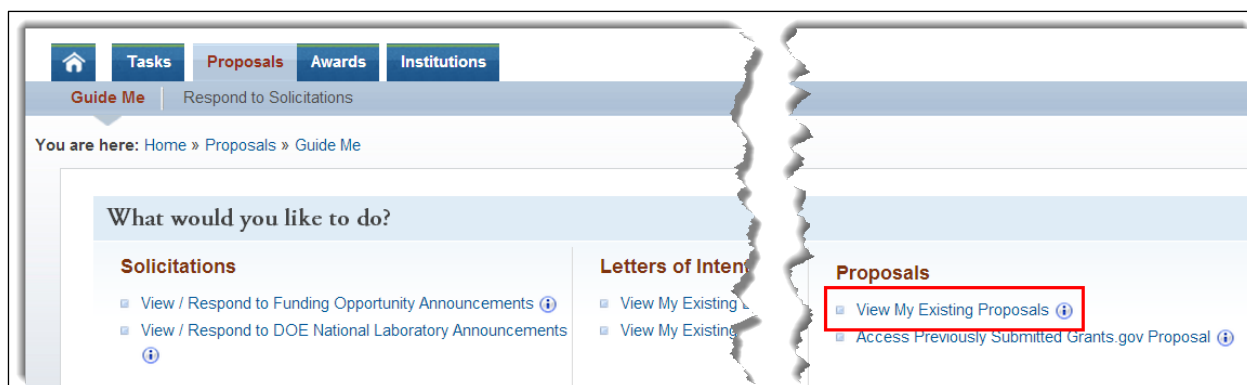 Tasks Proposals Awards Institutions
Guide Me Respond to Solicitations
You are here: Home » Proposals » Guide Me
What would you like to do?
Solicitations
View / Respond to Funding Opportunity Announcements
View / Respond to DOE National Laboratory Announcements
Letters of Intent
View My Existing
View My Existing
Proposals
View My Existing Proposals
Access Previously Submitted Grants.gov Proposal